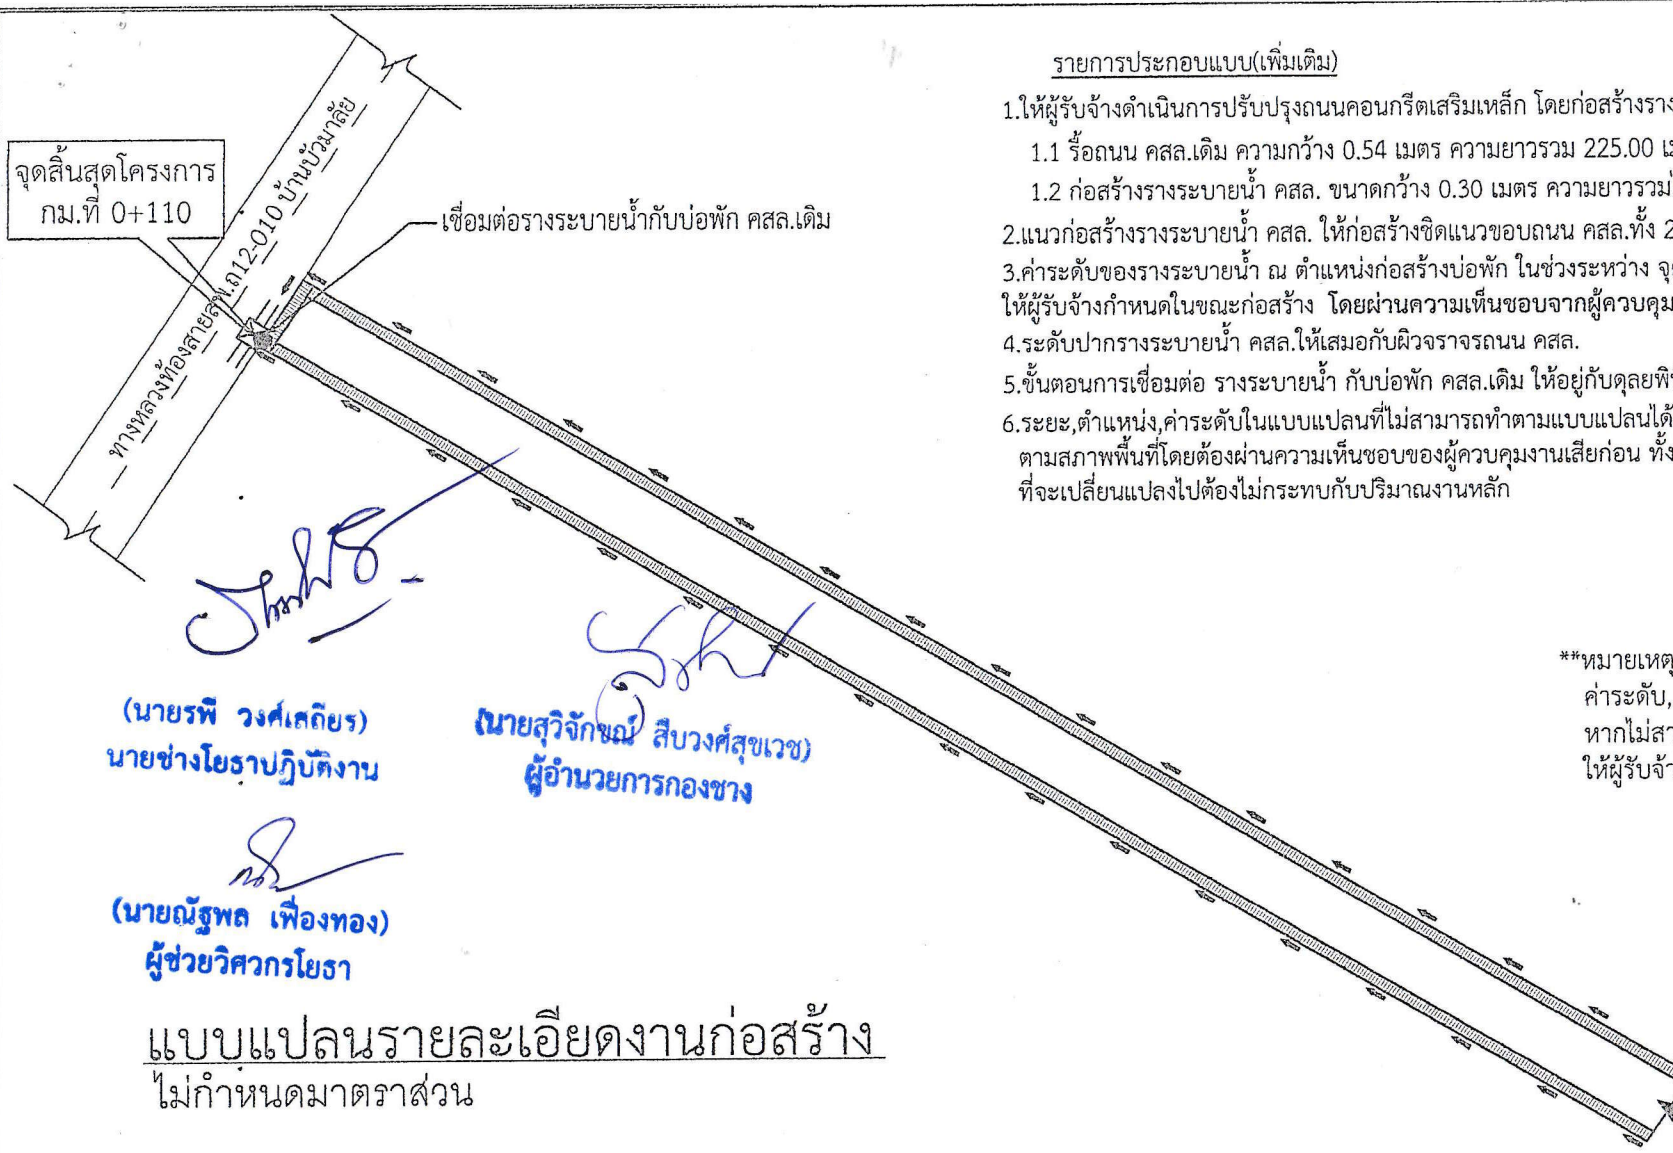 รายการประกอบแบบ(เพิ่มเติม)
1.ให้ผู้รับจ้างดำเนินการปรับปรุงถนนคอนกรีตเสริมเหล็ก โดยก่อสร้างราง
1.1 รื้อถนน คสล.เดิม ความกว้าง 0.54 เมตร ความยาวรวม 225.00
1.2 ก่อสร้างรางระบายน้ำ คสล. ขนาดกว้าง 0.30 เมตร ความยาวรวม
2.แนวก่อสร้างรางระบายน้ำ คสล. ให้ก่อสร้างชิดแนวขอบถนน คสล.ทั้ง 2
3.ค่าระดับของรางระบายน้ำ ณ ตำแหน่งก่อสร้างบ่อพัก ในช่วงระหว่าง
ให้ผู้รับจ้างกำหนดในขณะก่อสร้าง โดยผ่านความเห็นชอบจากผู้ควบคุม
4.ระดับปากรางระบายน้ำ คสล.ให้เสมอกับผิวจราจรถนน คสล.
5.ขั้นตอนการเชื่อมต่อ รางระบายน้ำ กับบ่อพัก คสล.เดิม ให้อยู่กับดุลยพิ
6.ระยะ,ตำแหน่ง,ค่าระดับในแบบแปลนที่ไม่สามารถทำตามแบบแปลนได้
ตามสภาพพื้นที่โดยต้องผ่านความเห็นชอบของผู้ควบคุมงานเสียก่อน ทั้ง
ที่จะเปลี่ยนแปลงไปต้องไม่กระทบกับปริมาณงานหลัก
จุดสิ้นสุดโครงการ
กม.ที่ 0+110
ทางหลวงท้องสายสพ.ถ12-010 บ้านบัวมาลัย
เชื่อมต่อรางระบายน้ำกับบ่อพัก คสล.เดิม
**หมายเหตุ
ค่าระดับ,
หากไม่สา
ให้ผู้รับจ้า
(นายรพี วงศ์เสถียร)
นายช่างโยธาปฏิบัติงาน
(นายสุวิจักขณ์ สืบวงศ์สุขเวช)
ผู้อำนวยการกองช่าง
(นายณัฐพล เฟื่องทอง)
ผู้ช่วยวิศวกรโยธา
แบบแปลนรายละเอียดงานก่อสร้าง
ไม่กำหนดมาตราส่วน